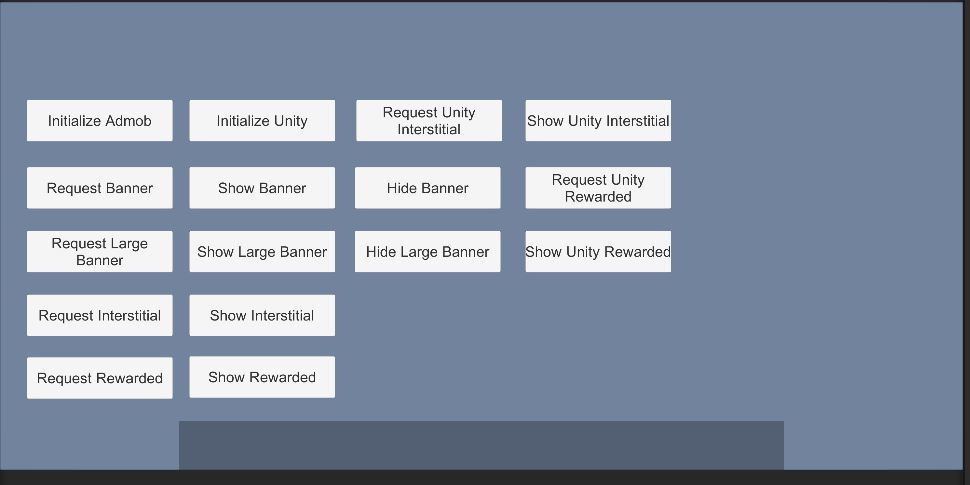 Initialize Admob
Initialize Unity
Request Unity
Interstitial
Show Unity Interstitial
Request Banner
Show Banner
Hide Banner
Request Unity
Rewarded
Request Large
Banner
Show Large Banner
Hide Large Banner
Show Unity Rewarded
Request Interstitial
Show Interstitial
Request Rewarded
Show Rewarded